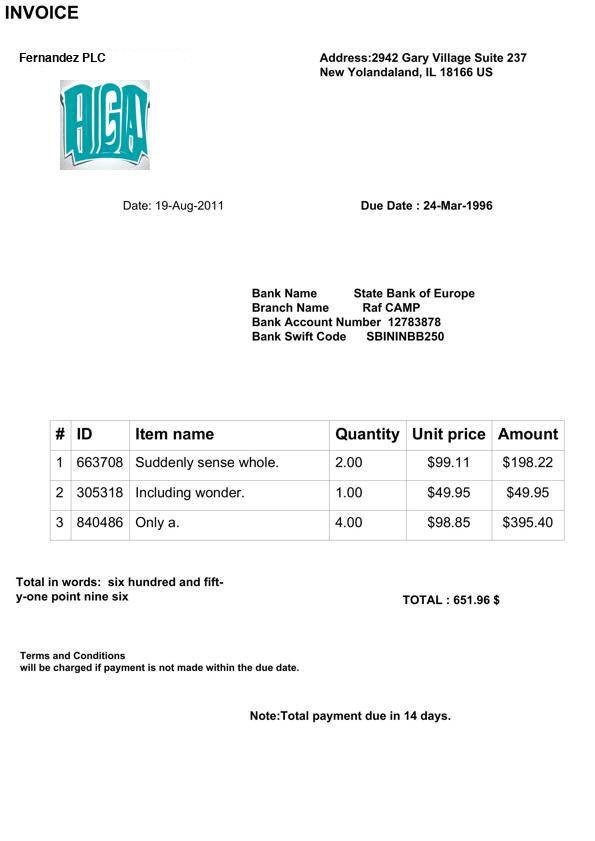 INVOICE
Fernandez PLC
Address:2942 Gary Village Suite 237
New Yolandaland, IL 18166 US
Date: 19-Aug-2011
Due Date : 24-Mar-1996
Bank Name State Bank of Europe
Branch Name Raf CAMP
Bank Account Number 12783878
Bank Swift Code SBININBB250
# ID Item name Quantity Unit price Amount
1 663708 Suddenly sense whole. 2.00 $99.11 $198.22
2 305318 Including wonder. 1.00 $49.95 $49.95
3 840486 Only a. 4.00 $98.85 $395.40
Total in words: six hundred and fift-
y-one point nine six
TOTAL : 651.96 $
Terms and Conditions
will be charged if payment is not made within the due date.
Note:Total payment due in 14 days.